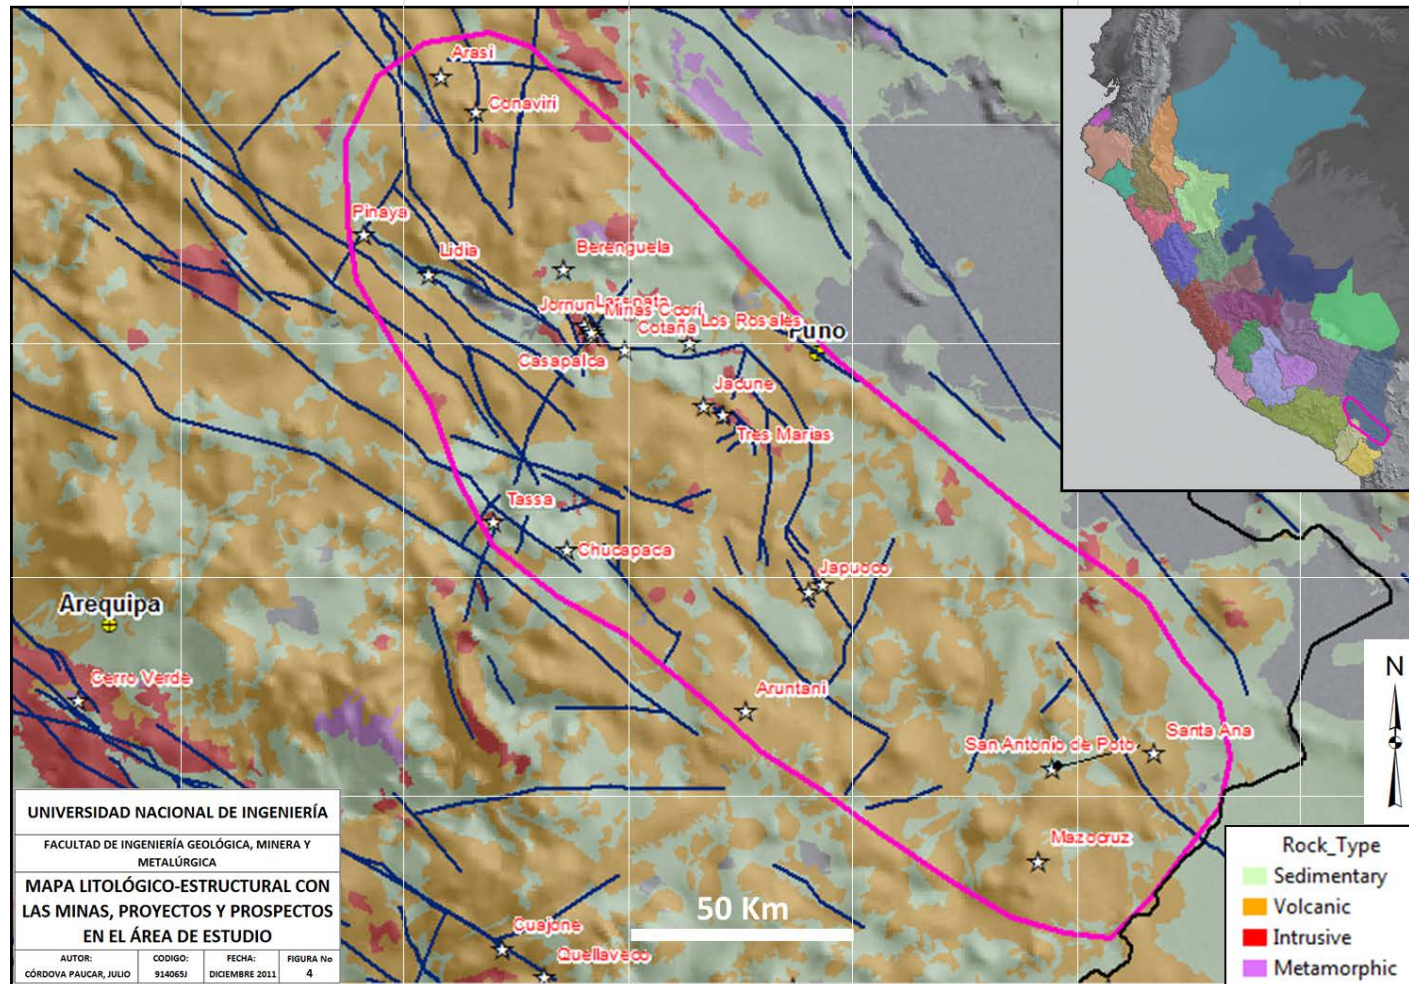 Arasi
Conaviri
Pinaya
Lidia
Berenguela
Minas Ccori
Cotaña
Los Rosales
Puno
Casapalca
Jacune
Tres Marias
Tassa
Chucapaca
Arequipa
Cerro Verde
Aruntani
San Antonio de Poto
Santa Ana
Mazocruz
N
50 Km
Cuajone
Quellaveco
UNIVERSIDAD NACIONAL DE INGENIERÍA
FACULTAD DE INGENIERÍA GEOLÓGICA, MINERA Y
METALÚRGICA
MAPA LITOLÓGICO-ESTRUCTURAL CON
LAS MINAS, PROYECTOS Y PROSPECTOS
EN EL ÁREA DE ESTUDIO
AUTOR: CODIGO: FECHA: FIGURA No
CÓRDOVA PAUCAR, JULIO 914065J DICIEMBRE 2011 4
Rock_Type
Sedimentary
Volcanic
Intrusive
Metamorphic